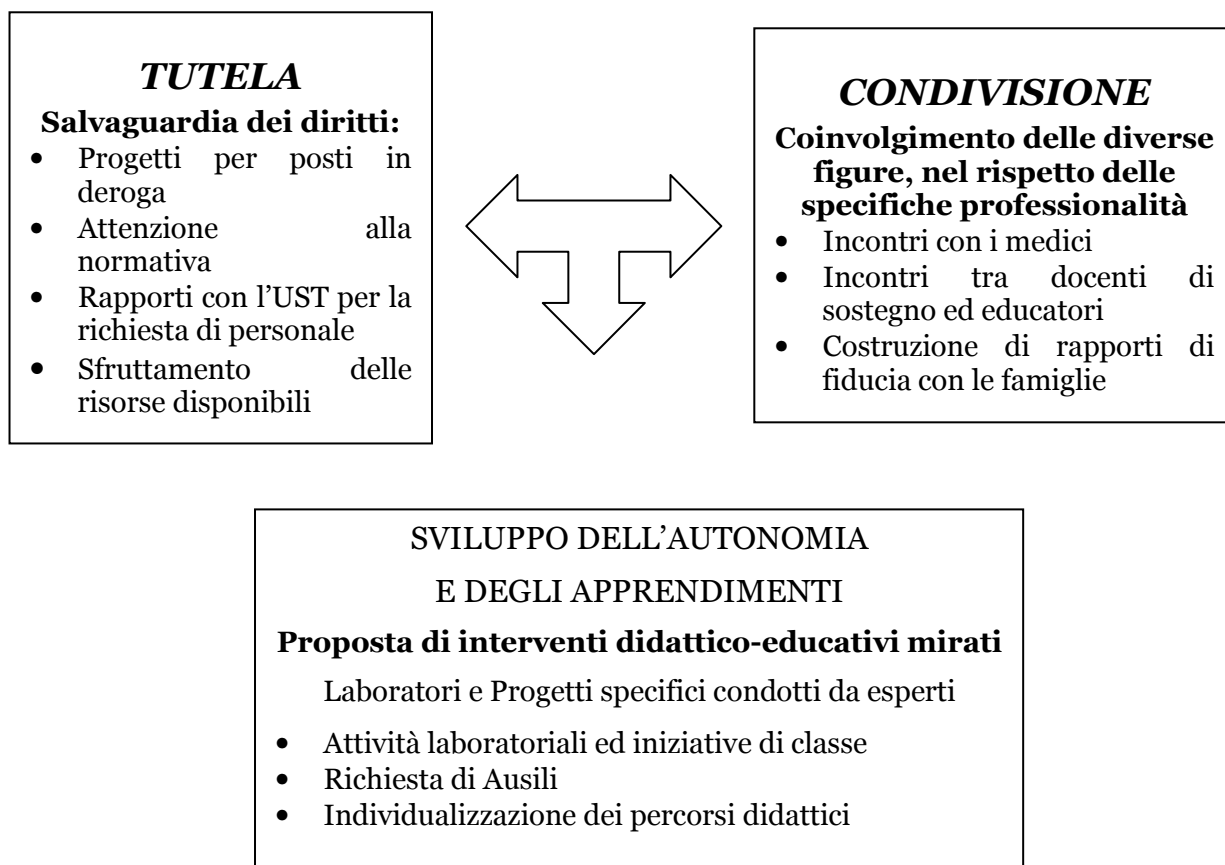 TUTELA
Salvaguardia dei diritti:
• Progetti per posti in
deroga
• Attenzione alla
normativa
• Rapporti con l’UST per la
richiesta di personale
• Sfruttamento delle
risorse disponibili
CONDIVISIONE
Coinvolgimento delle diverse
figure, nel rispetto delle
specifiche professionalità
• Incontri con i medici
• Incontri tra docenti di
sostegno ed educatori
• Costruzione di rapporti di
fiducia con le famiglie
SVILUPPO DELL’AUTONOMIA
E DEGLI APPRENDIMENTI
Proposta di interventi didattico-educativi mirati
Laboratori e Progetti specifici condotti da esperti
• Attività laboratoriali ed iniziative di classe
• Richiesta di Ausili
• Individualizzazione dei percorsi didattici